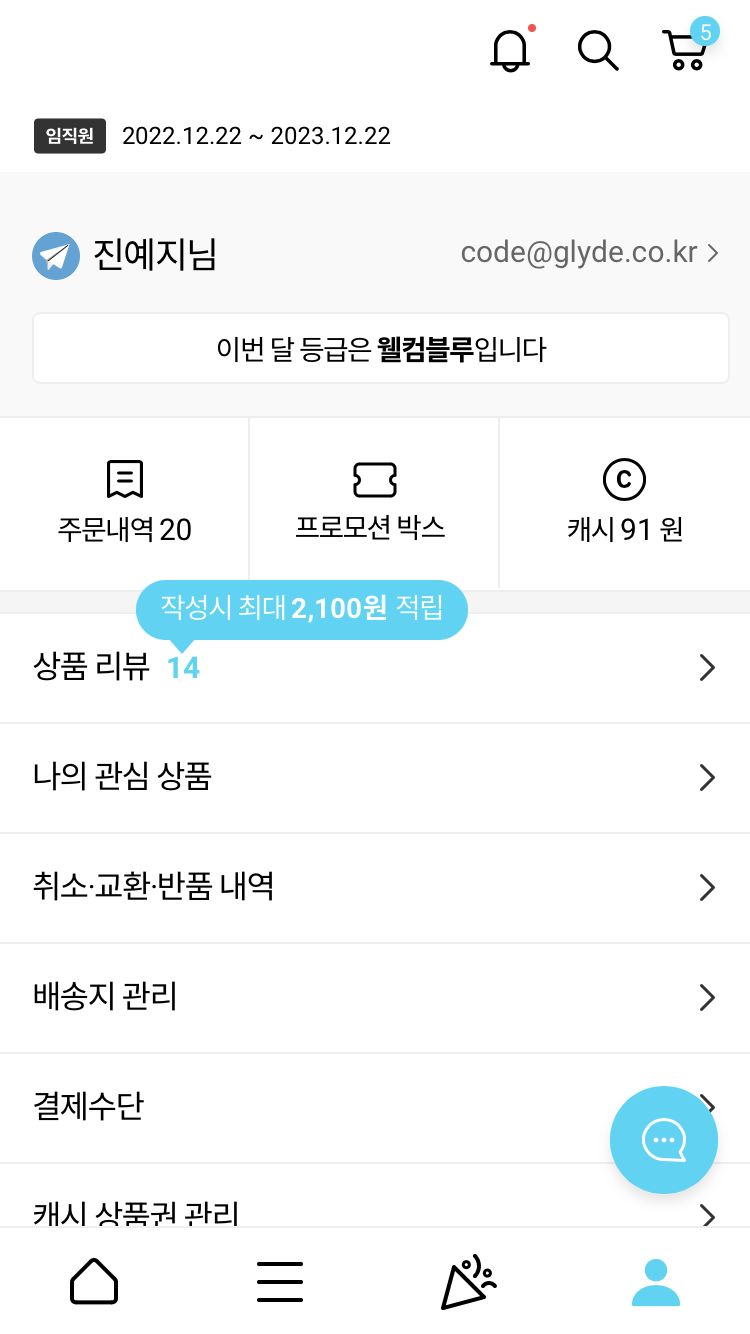 5
임직원 2022.12.22 ~ 2023.12.22
진예지님 code@glyde.co.kr
이번 달 등급은 웰컴블루입니다
주문내역 20 프로모션 박스 C 캐시 91 원
작성시 최대 2,100원 적립
상품 리뷰 14
나의 관심 상품
취소·교환·반품 내역
배송지 관리
결제수단
캐시 상품권 관리